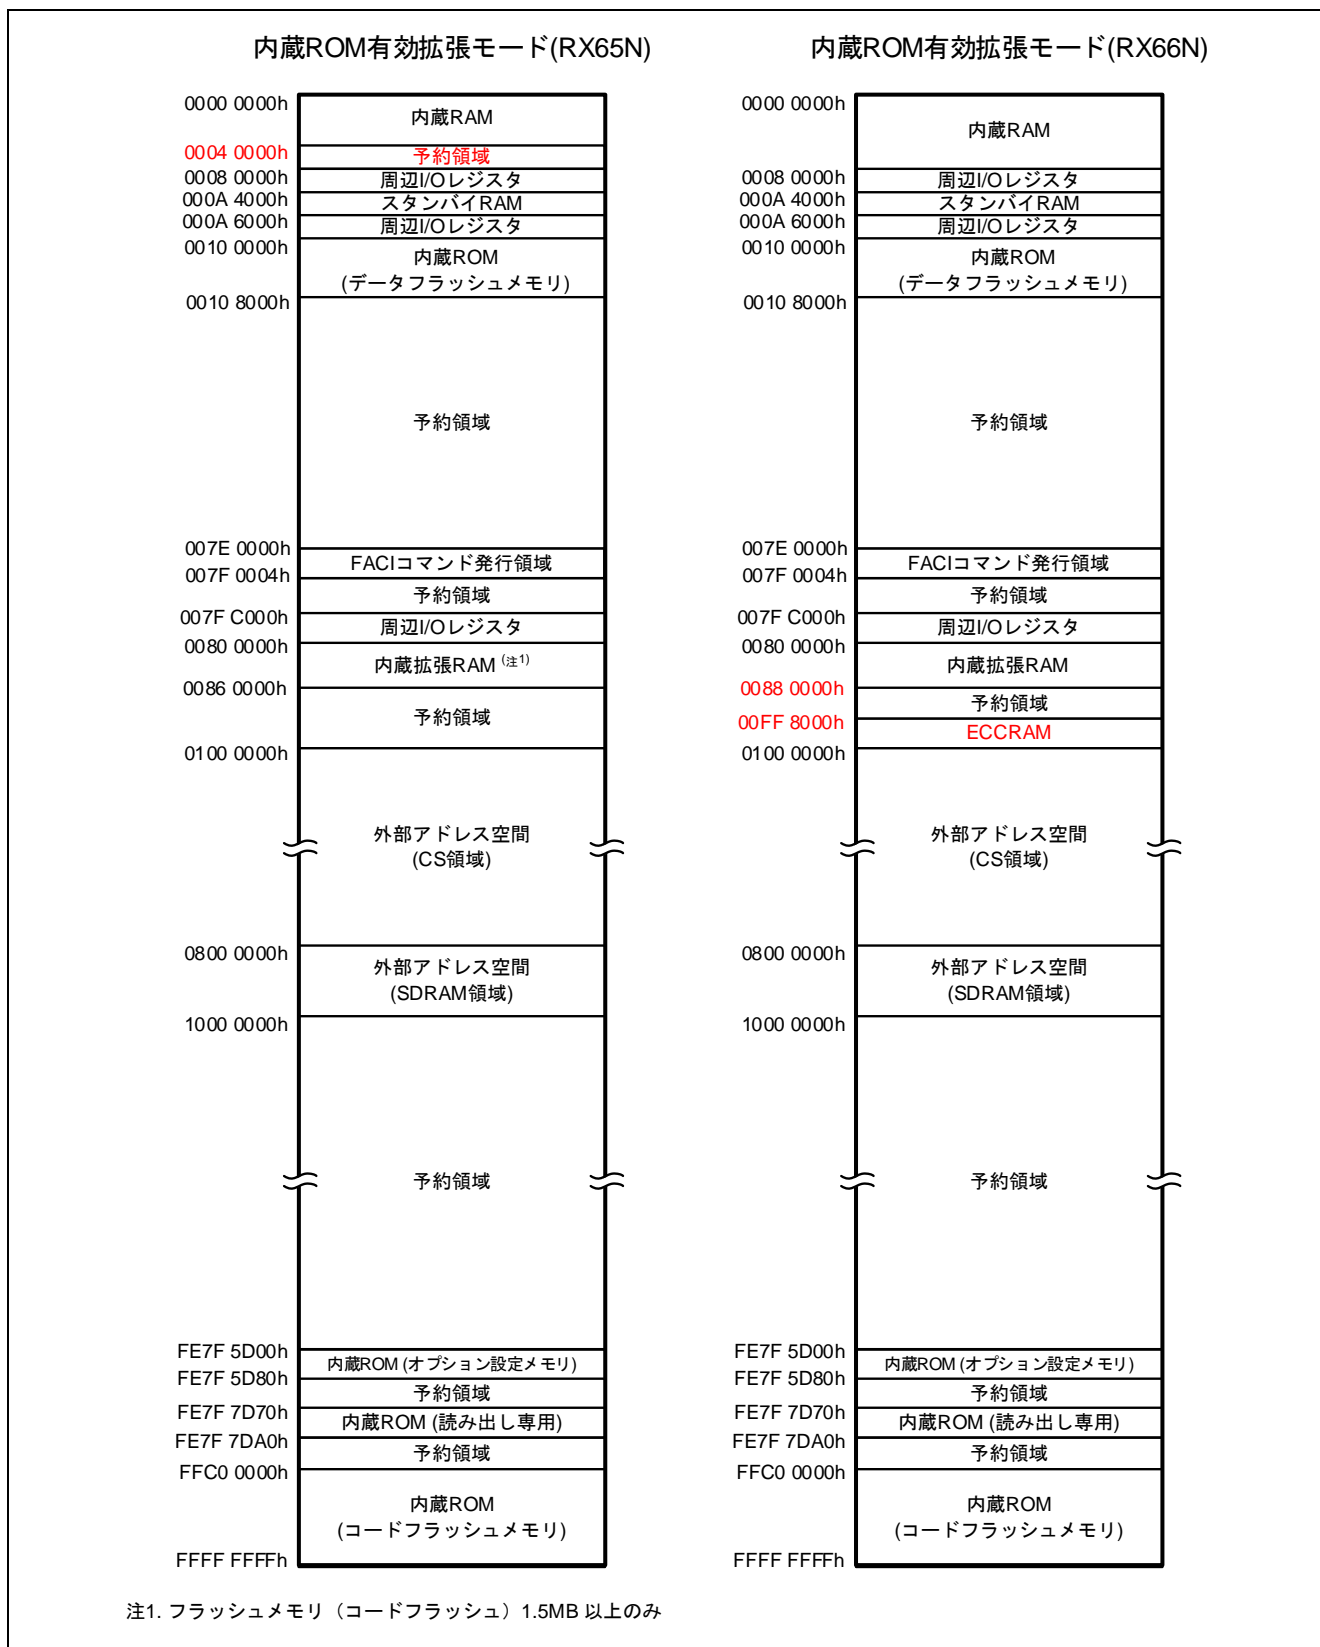 内蔵ROM有効拡張モード(RX65N)
0000 0000h
内蔵RAM
0004 0000h
予約領域
0008 0000h
周辺I/Oレジスタ
000A 4000h
スタンバイRAM
000A 6000h
周辺I/Oレジスタ
0010 0000h
内蔵ROM
(データフラッシュメモリ)
0010 8000h
予約領域
007E 0000h
FACIコマンド発行領域
007F 0004h
予約領域
007F C000h
周辺I/Oレジスタ
0080 0000h
内蔵拡張RAM (注1)
0086 0000h
予約領域
0100 0000h
外部アドレス空間
(CS領域)
0800 0000h
外部アドレス空間
(SDRAM領域)
1000 0000h
予約領域
FE7F 5D00h
内蔵ROM (オプション設定メモリ)
FE7F 5D80h
予約領域
FE7F 7D70h
内蔵ROM (読み出し専用)
FE7F 7DA0h
予約領域
FFC0 0000h
内蔵ROM
(コードフラッシュメモリ)
FFFF FFFFh
内蔵ROM有効拡張モード(RX66N)
0000 0000h
内蔵RAM
0008 0000h
周辺I/Oレジスタ
000A 4000h
スタンバイRAM
000A 6000h
周辺I/Oレジスタ
0010 0000h
内蔵ROM
(データフラッシュメモリ)
0010 8000h
予約領域
007E 0000h
FACIコマンド発行領域
007F 0004h
予約領域
007F C000h
周辺I/Oレジスタ
0080 0000h
内蔵拡張RAM
0088 0000h
予約領域
00FF 8000h
ECCRAM
0100 0000h
外部アドレス空間
(CS領域)
0800 0000h
外部アドレス空間
(SDRAM領域)
1000 0000h
予約領域
FE7F 5D00h
内蔵ROM (オプション設定メモリ)
FE7F 5D80h
予約領域
FE7F 7D70h
内蔵ROM (読み出し専用)
FE7F 7DA0h
予約領域
FFC0 0000h
内蔵ROM
(コードフラッシュメモリ)
FFFF FFFFh
注1. フラッシュメモリ（コードフラッシュ）1.5MB 以上のみ